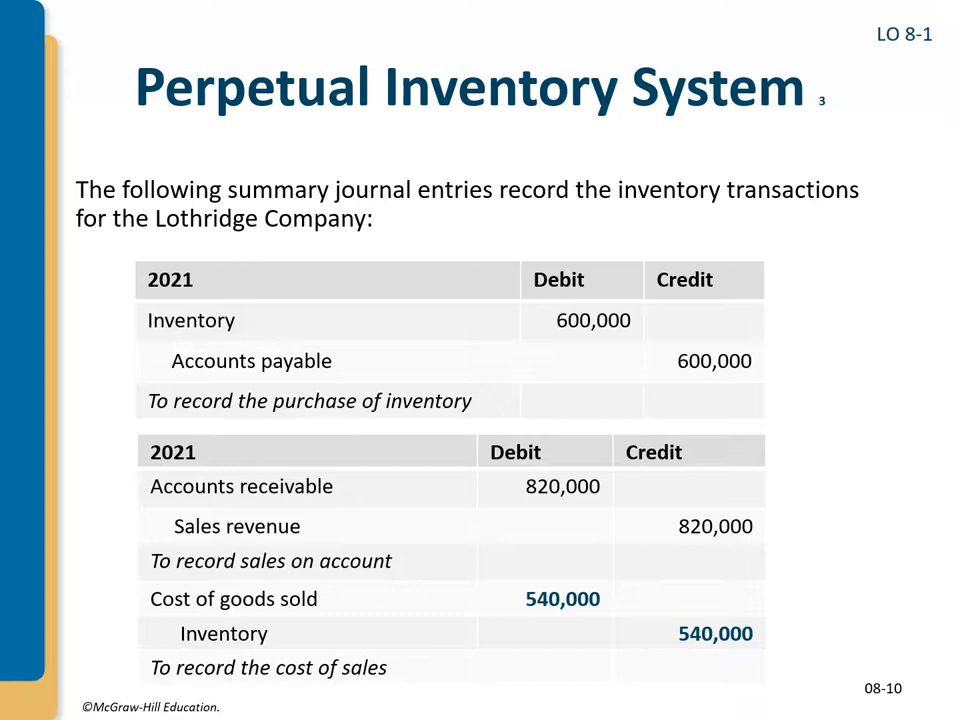 LO 8-1
Perpetual Inventory System 3
The following summary journal entries record the inventory transactions
for the Lothridge Company:
2021 Debit Credit
Inventory 600,000
Accounts payable 600,000
To record the purchase of inventory
2021 Debit Credit
Accounts receivable 820,000
Sales revenue 820,000
To record sales on account
Cost of goods sold 540,000
Inventory 540,000
To record the cost of sales
08-10
©McGraw-Hill Education.